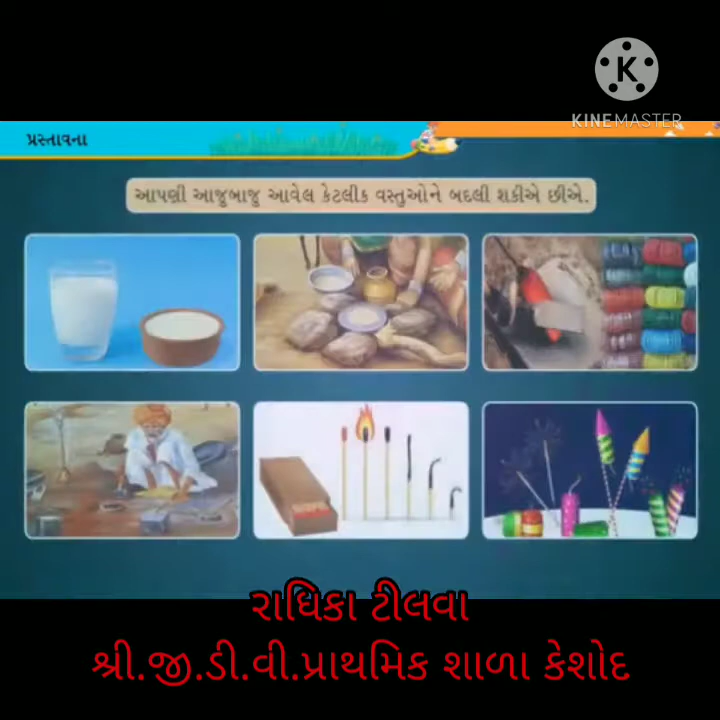 KINEMASTER
પ્રસ્તાવના
આપણી આજુબાજુ આવેલ કેટલીક વસ્તુઓને બદલી શકીએ છીએ.
રાધિકા ટીલવા
શ્રી.જી.ડી.વી.પ્રાથમિક શાળા કેશોદ